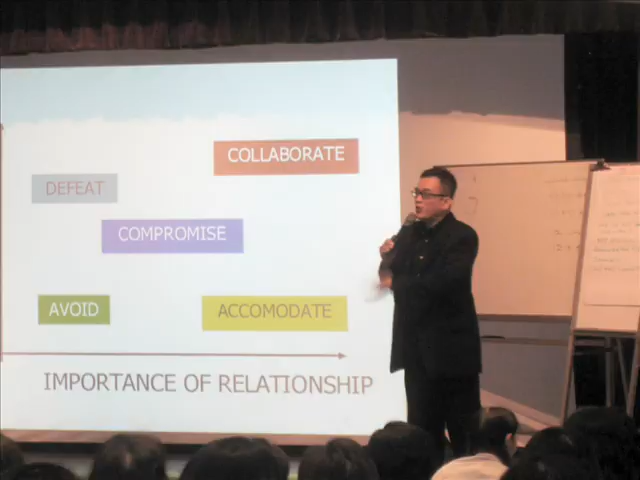 COLLABORATE
DEFEAT
COMPROMISE
AVOID
ACCOMODATE
IMPORTANCE OF RELATIONSHIP